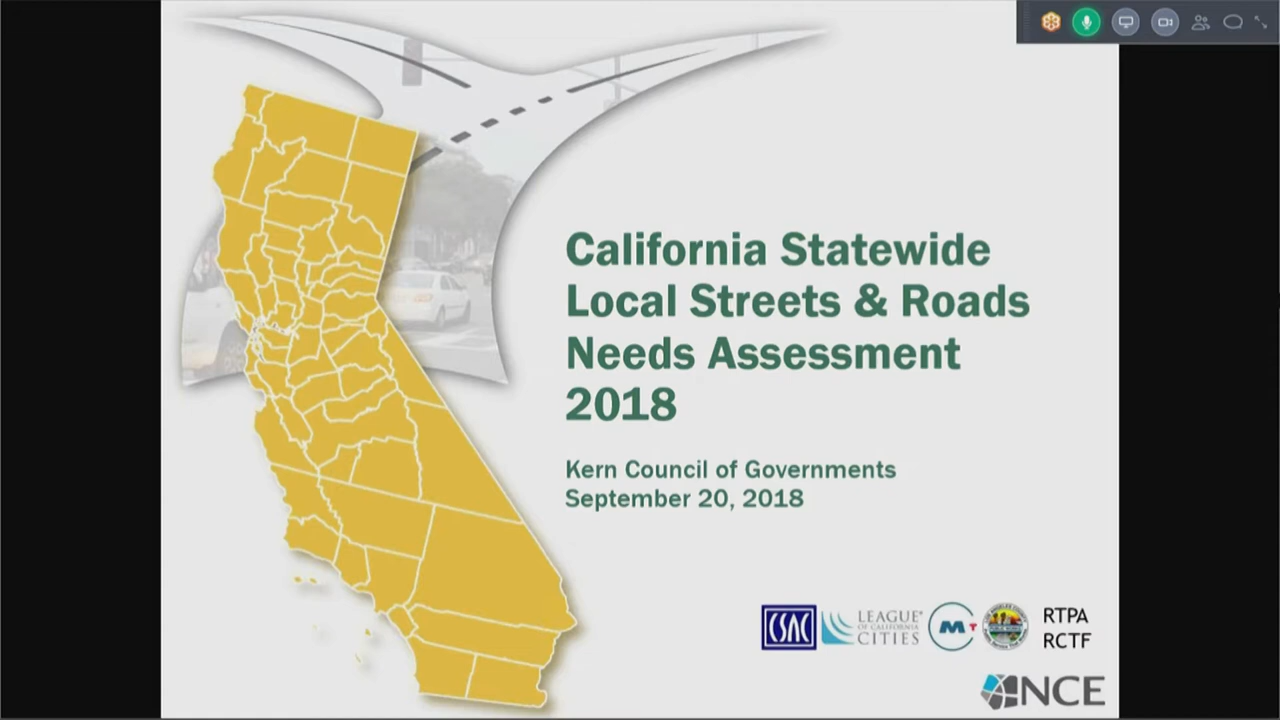 California Statewide
Local Streets & Roads
Needs Assessment
2018
Kern Council of Governments
September 20, 2018
CSAC
LEAGUE
OF CALIFORNIA
CITIES
MT
RTPA
RCTF
NCE